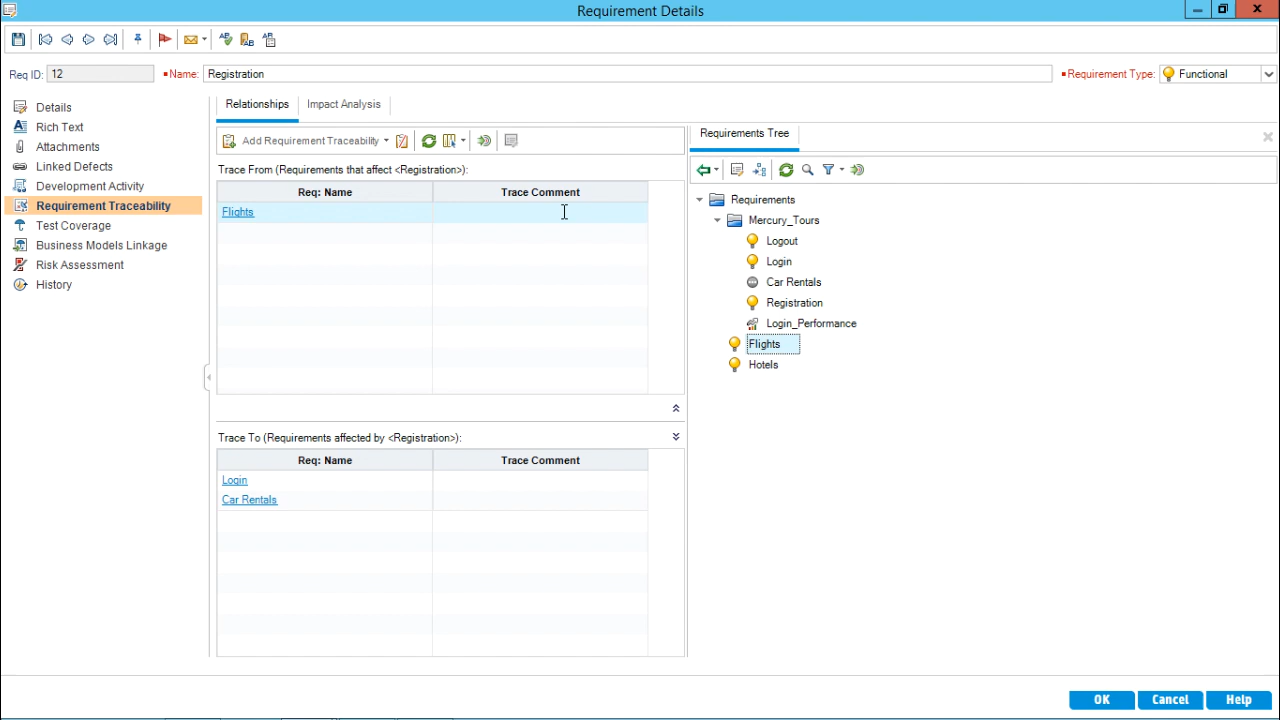 Requirement Details
Req ID: 12 Name: Registration Requirement Type: Functional
Details
Rich Text
Attachments
Linked Defects
Development Activity
Requirement Traceability
Test Coverage
Business Models Linkage
Risk Assessment
History
Relationships Impact Analysis
Add Requirement Traceability
Trace From (Requirements that affect <Registration>):
Req: Name Trace Comment
Flights
Trace To (Requirements affected by <Registration>):
Req: Name Trace Comment
Login
Car Rentals
Requirements Tree
Requirements
Mercury_Tours
Logout
Login
Car Rentals
Registration
Login_Performance
Flights
Hotels
OK Cancel Help